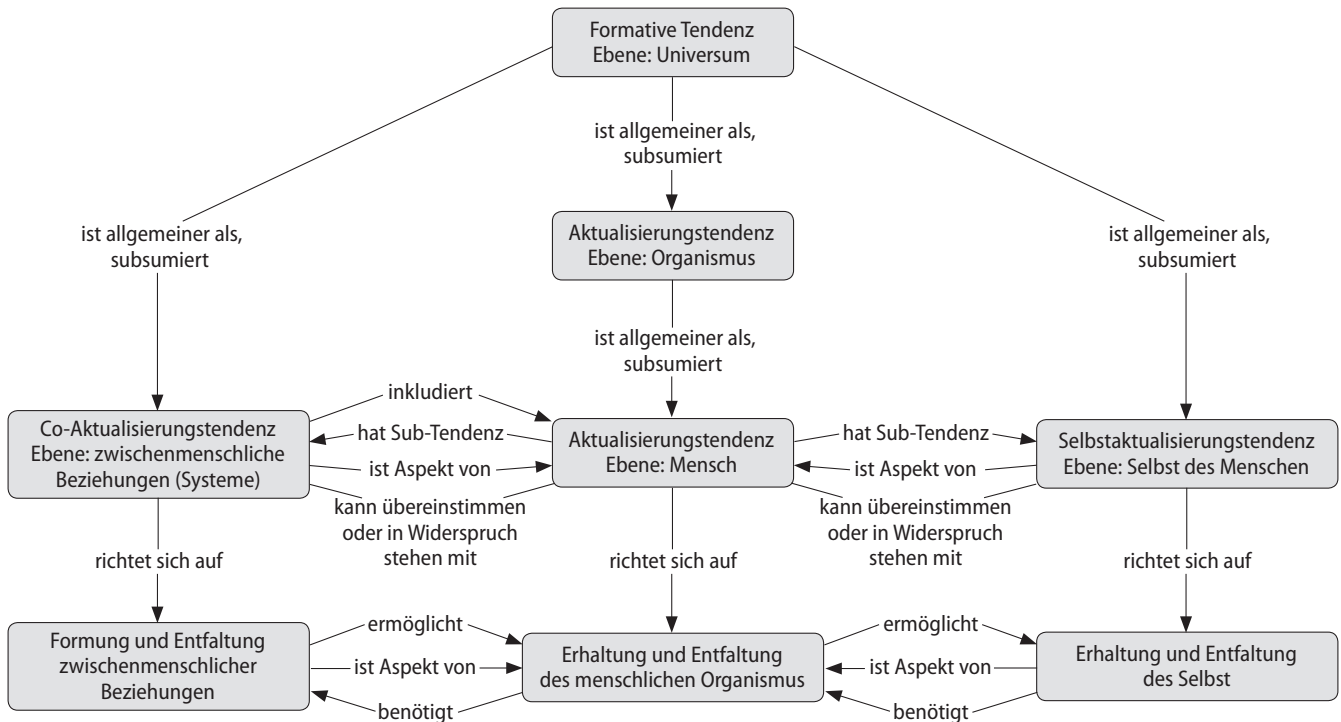 Formative Tendenz
Ebene: Universum
ist allgemeiner als,
subsumiert
ist allgemeiner als,
subsumiert
ist allgemeiner als,
subsumiert
Aktualisierungstendenz
Ebene: Organismus
ist allgemeiner als,
subsumiert
inkludiert
Co-Aktualisierungstendenz
Ebene: zwischenmenschliche
Beziehungen (Systeme)
hat Sub-Tendenz
ist Aspekt von
kann übereinstimmen
oder in Widerspruch
stehen mit
Aktualisierungstendenz
Ebene: Mensch
hat Sub-Tendenz
ist Aspekt von
kann übereinstimmen
oder in Widerspruch
stehen mit
Selbstaktualisierungstendenz
Ebene: Selbst des Menschen
richtet sich auf
richtet sich auf
richtet sich auf
Formung und Entfaltung
zwischenmenschlicher
Beziehungen
ermöglicht
ist Aspekt von
benötigt
Erhaltung und Entfaltung
des menschlichen Organismus
ermöglicht
ist Aspekt von
benötigt
Erhaltung und Entfaltung
des Selbst